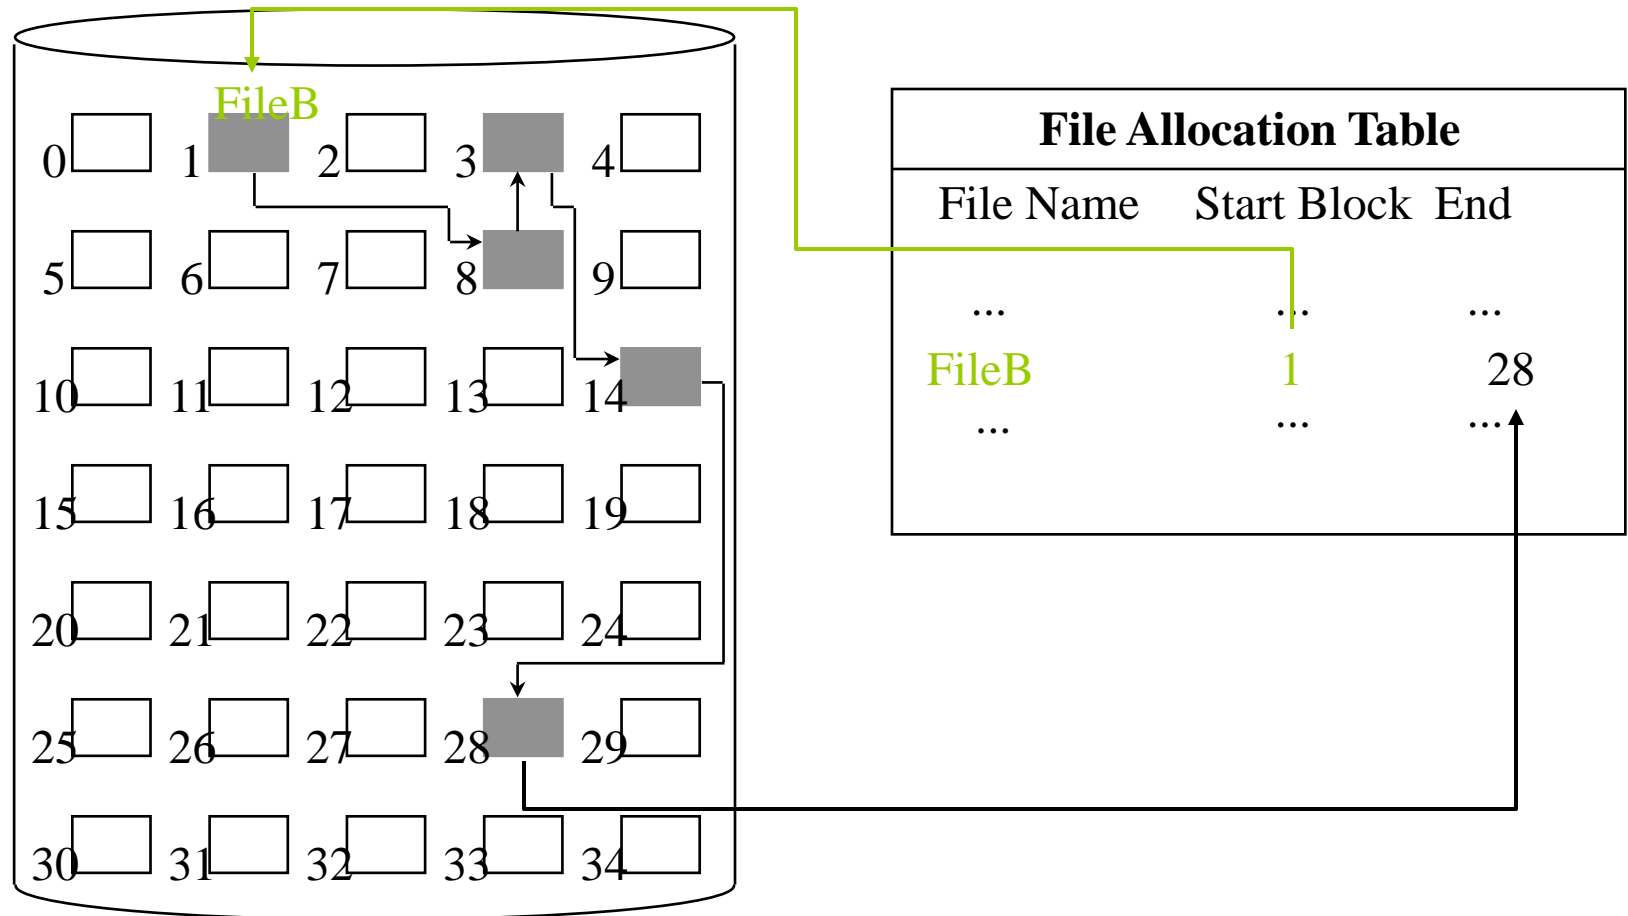 FileB
0 1 2 3 4
5 6 7 8 9
10 11 12 13 14
15 16 17 18 19
20 21 22 23 24
25 26 27 28 29
30 31 32 33 34
File Allocation Table
File Name Start Block End
... ... ...
FileB 1 28
... ... ...